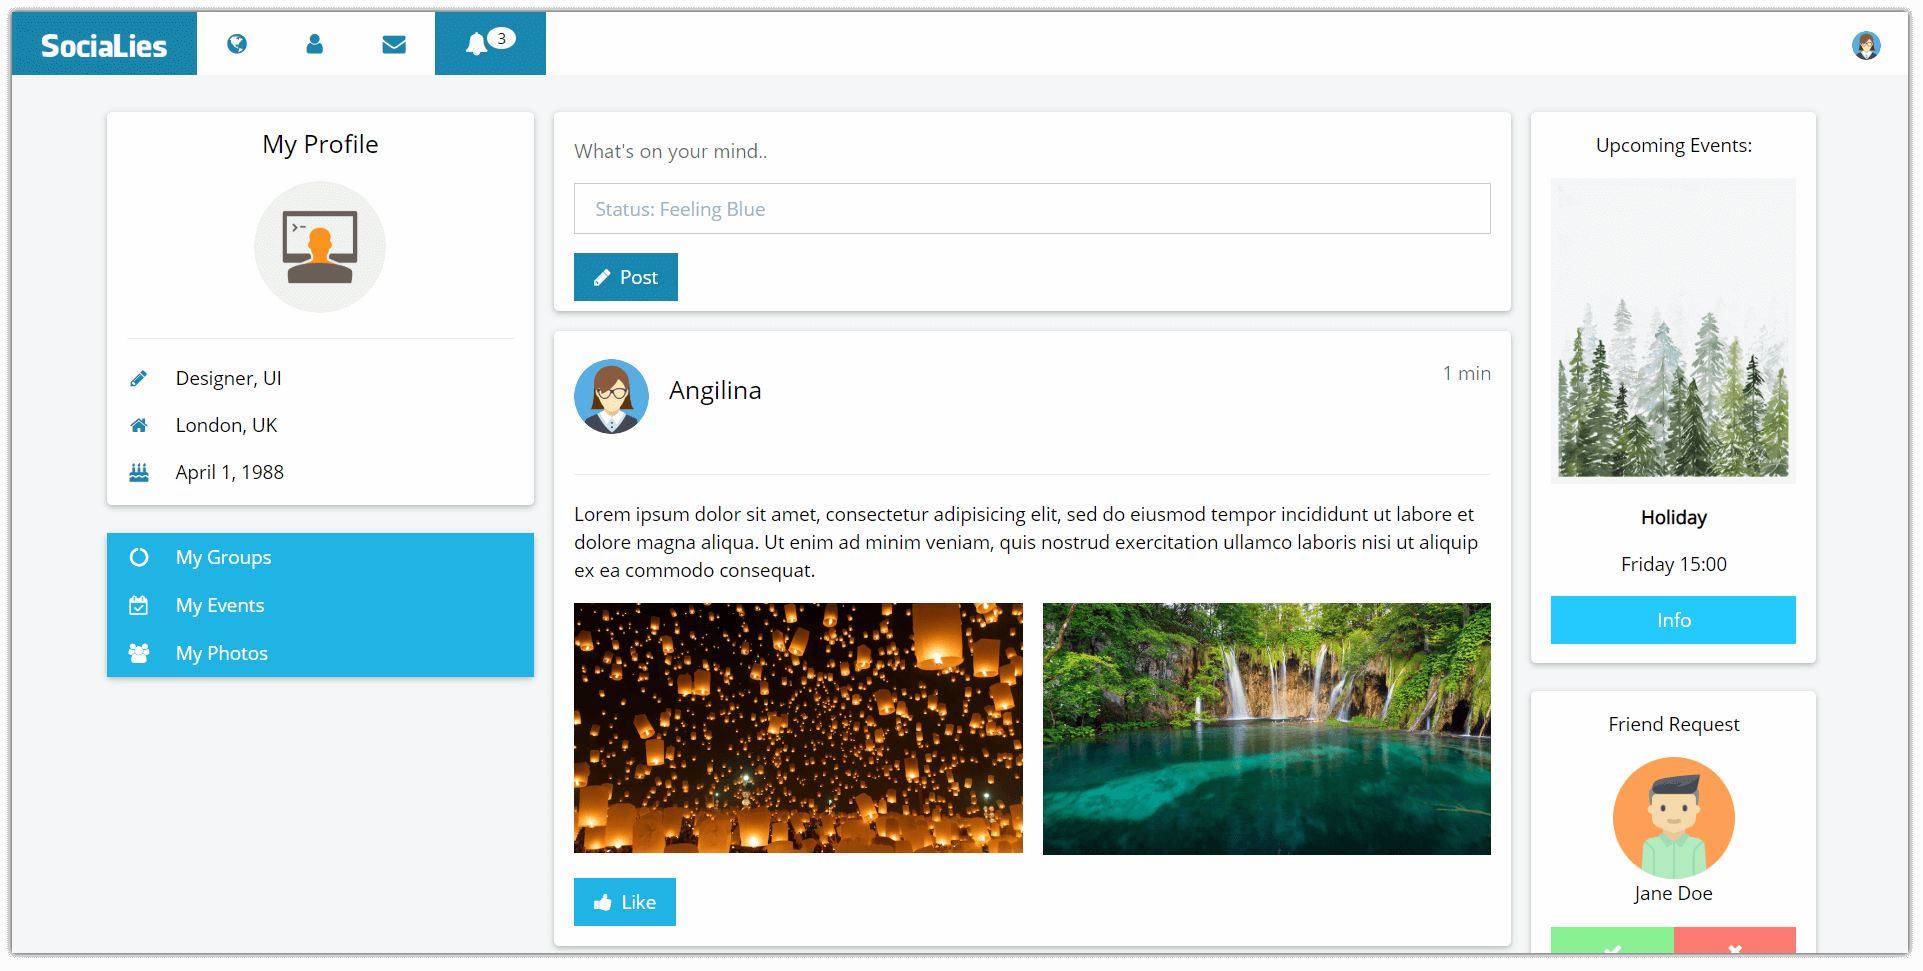 SociaLies
3
My Profile
Designer, UI
London, UK
April 1, 1988
My Groups
My Events
My Photos
What's on your mind..
Status: Feeling Blue
Post
Angilina
1 min
Lorem ipsum dolor sit amet, consectetur adipisicing elit, sed do eiusmod tempor incididunt ut labore et
dolore magna aliqua. Ut enim ad minim veniam, quis nostrud exercitation ullamco laboris nisi ut aliquip
ex ea commodo consequat.
Like
Upcoming Events:
Holiday
Friday 15:00
Info
Friend Request
Jane Doe